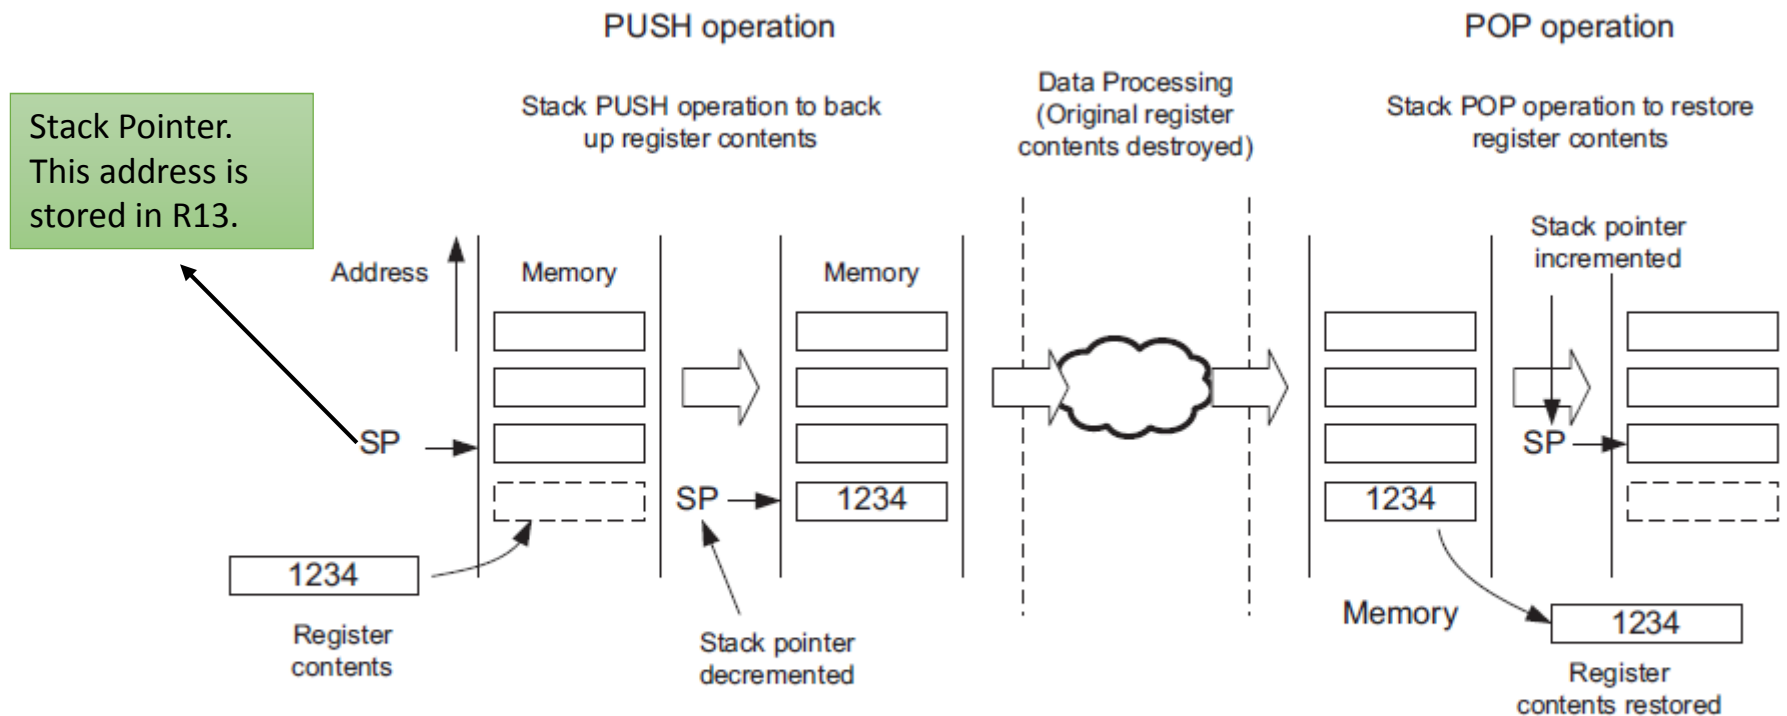 PUSH operation
POP operation
Stack Pointer.
This address is
stored in R13.
Stack PUSH operation to back
up register contents
Data Processing
(Original register
contents destroyed)
Stack POP operation to restore
register contents
Stack pointer
incremented
Address
Memory
Memory
SP
SP
SP
1234
1234
1234
Register
contents
Stack pointer
decremented
Memory
1234
Register
contents restored